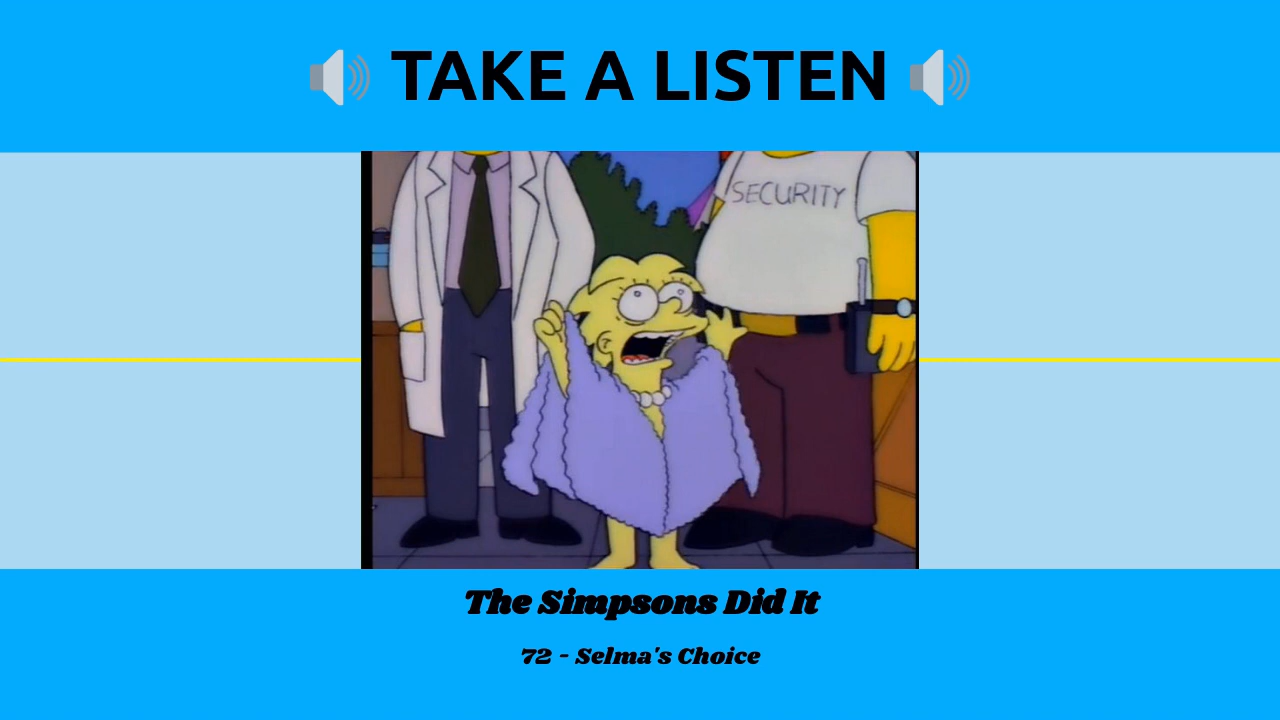 TAKE A LISTEN
SECURITY
The Simpsons Did It
72 - Selma's Choice